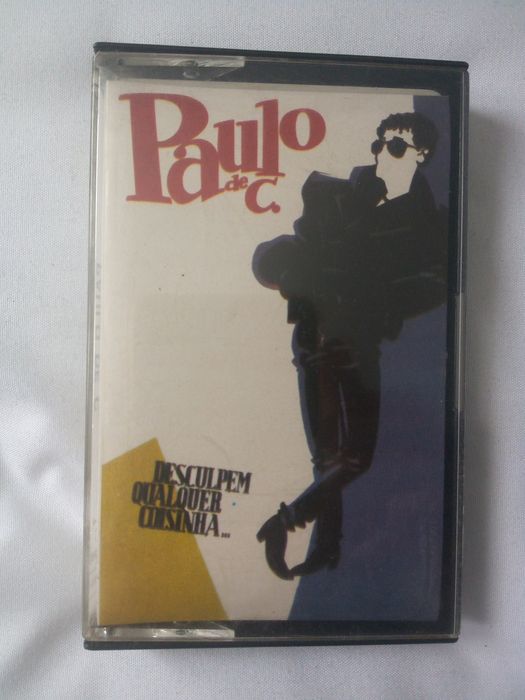 Paulo
de C.
DESCULPEM
QUALQUER
COISINHA...